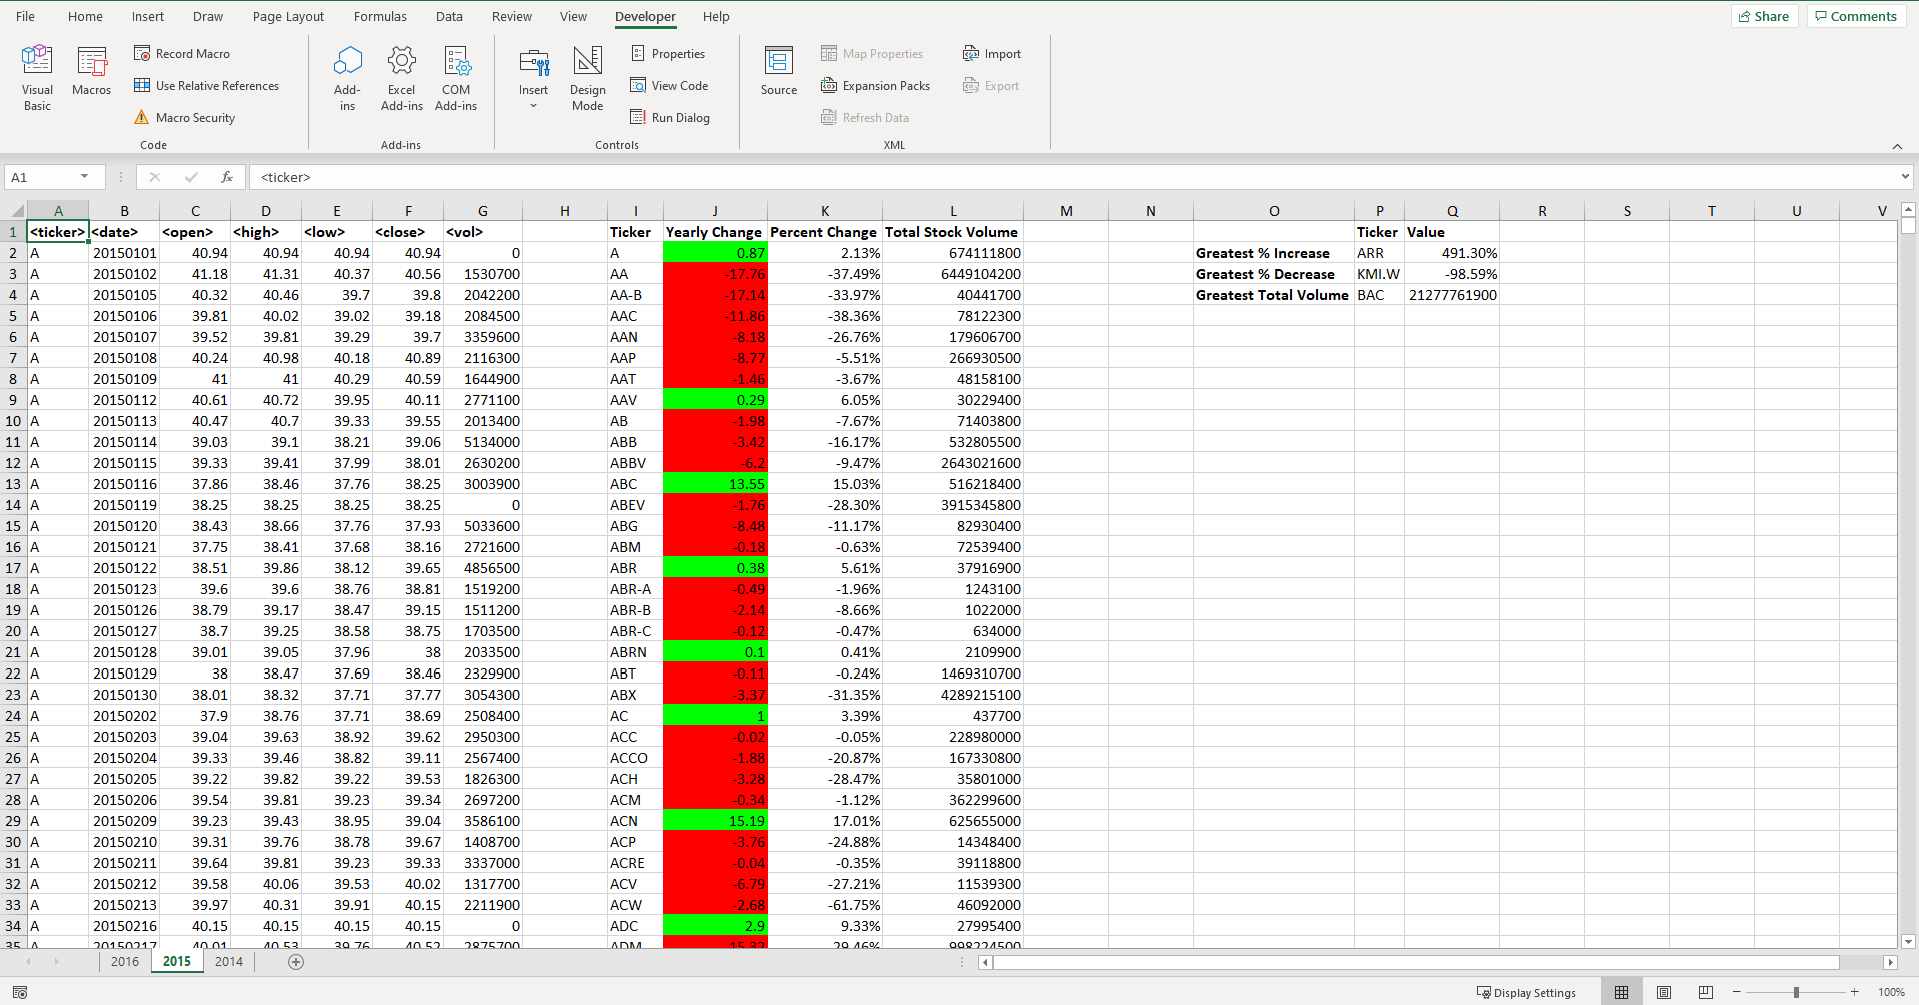 File Home Insert Draw Page Layout Formulas Data Review View Developer Help Share Comments
Visual Basic
Macros
Record Macro
Use Relative References
Macro Security
Code
Add-ins
Excel Add-ins
COM Add-ins
Add-ins
Insert
Design Mode
Properties
View Code
Run Dialog
Controls
Source
Map Properties
Expansion Packs
Refresh Data
Import
Export
XML
A1 fx <ticker>
A B C D E F G H I J K L M N O P Q R S T U V
1 <ticker> <date> <open> <high> <low> <close> <vol> Ticker Yearly Change Percent Change Total Stock Volume Ticker Value
2 A 20150101 40.94 40.94 40.94 40.94 0 A 0.87 2.13% 674111800 Greatest % Increase ARR 491.30%
3 A 20150102 41.18 41.31 40.37 40.56 1530700 AA -17.76 -37.49% 6449104200 Greatest % Decrease KMI.W -98.59%
4 A 20150105 40.32 40.46 39.7 39.8 2042200 AA-B -17.14 -33.97% 40441700 Greatest Total Volume BAC 21277761900
5 A 20150106 39.81 40.02 39.02 39.18 2084500 AAC -11.86 -38.36% 78122300
6 A 20150107 39.52 39.81 39.29 39.7 3359600 AAN -8.18 -26.76% 179606700
7 A 20150108 40.24 40.98 40.18 40.89 2116300 AAP -8.77 -5.51% 266930500
8 A 20150109 41 41 40.29 40.59 1644900 AAT -1.46 -3.67% 48158100
9 A 20150112 40.61 40.72 39.95 40.11 2771100 AAV 0.29 6.05% 30229400
10 A 20150113 40.47 40.7 39.33 39.55 2013400 AB -1.98 -7.67% 71403800
11 A 20150114 39.03 39.1 38.21 39.06 5134000 ABB -3.42 -16.17% 532805500
12 A 20150115 39.33 39.41 37.99 38.01 2630200 ABBV -6.2 -9.47% 2643021600
13 A 20150116 37.86 38.46 37.76 38.25 3003900 ABC 13.55 15.03% 516218400
14 A 20150119 38.25 38.25 38.25 38.25 0 ABEV -1.76 -28.30% 3915345800
15 A 20150120 38.43 38.66 37.76 37.93 5033600 ABG -8.48 -11.17% 82930400
16 A 20150121 37.75 38.41 37.68 38.16 2721600 ABM -0.18 -0.63% 72539400
17 A 20150122 38.51 39.86 38.12 39.65 4856500 ABR 0.38 5.61% 37916900
18 A 20150123 39.6 39.6 38.76 38.81 1519200 ABR-A -0.49 -1.96% 1243100
19 A 20150126 38.79 39.17 38.47 39.15 1511200 ABR-B -2.14 -8.66% 1022000
20 A 20150127 38.7 39.25 38.58 38.75 1703500 ABR-C -0.12 -0.47% 634000
21 A 20150128 39.01 39.05 37.96 38 2033500 ABRN 0.1 0.41% 2109900
22 A 20150129 38 38.47 37.69 38.46 2329900 ABT -0.11 -0.24% 1469310700
23 A 20150130 38.01 38.32 37.71 37.77 3054300 ABX -3.37 -31.35% 4289215100
24 A 20150202 37.9 38.76 37.71 38.69 2508400 AC 1 3.39% 437700
25 A 20150203 39.04 39.63 38.92 39.62 2950300 ACC -0.02 -0.05% 228980000
26 A 20150204 39.33 39.46 38.82 39.11 2567400 ACCO -1.88 -20.87% 167330800
27 A 20150205 39.22 39.82 39.22 39.53 1826300 ACH -3.28 -28.47% 35801000
28 A 20150206 39.54 39.81 39.23 39.34 2697200 ACM -0.34 -1.12% 362299600
29 A 20150209 39.23 39.43 38.95 39.04 3586100 ACN 15.19 17.01% 625655000
30 A 20150210 39.31 39.76 38.78 39.67 1408700 ACP -3.76 -24.88% 14348400
31 A 20150211 39.64 39.81 39.23 39.33 3337000 ACRE -0.04 -0.35% 39118800
32 A 20150212 39.58 40.06 39.53 40.02 1317700 ACV -6.79 -27.21% 11539300
33 A 20150213 39.97 40.31 39.91 40.15 2211900 ACW -2.68 -61.75% 46092000
34 A 20150216 40.15 40.15 40.15 40.15 0 ADC 2.9 9.33% 27995400
35 A 20150217 40.01 40.53 39.76 40.52 2875700 ADM -15.32 -29.46% 998224500
2016 2015 2014
Display Settings 100%